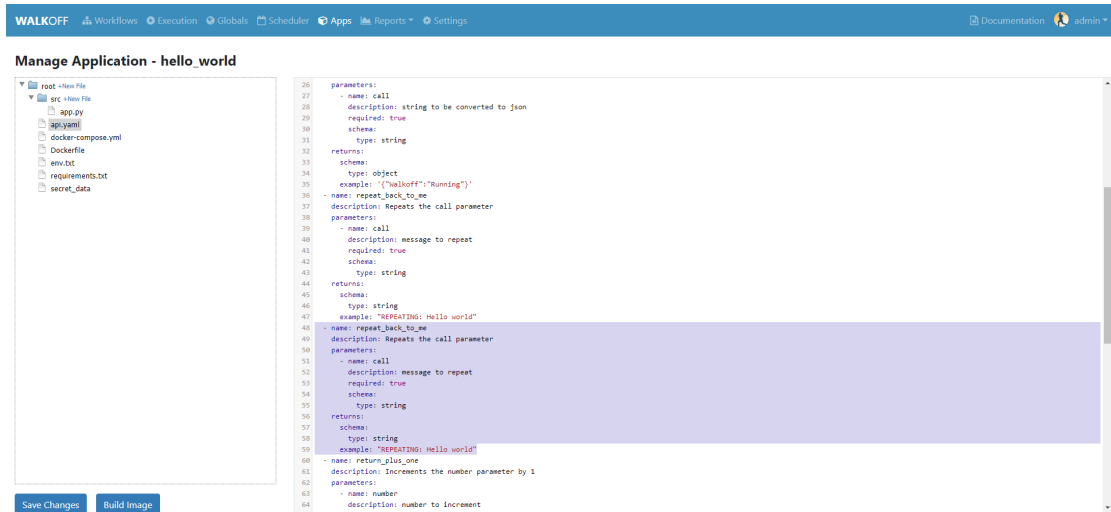 WALKOFF Workflows Execution Globals Scheduler Apps Reports Settings Documentation admin
Manage Application - hello_world
root +New File
src +New File
app.py
api.yaml
docker-compose.yml
Dockerfile
env.txt
requirements.txt
secret_data
Save Changes Build Image
26 parameters:
27 - name: call
28 description: string to be converted to json
29 required: true
30 schema:
31 type: string
32 returns:
33 schema:
34 type: object
35 example: '{"Walkoff":"Running"}'
36 - name: repeat_back_to_me
37 description: Repeats the call parameter
38 parameters:
39 - name: call
40 description: message to repeat
41 required: true
42 schema:
43 type: string
44 returns:
45 schema:
46 type: string
47 example: "REPEATING: Hello world"
48 - name: repeat_back_to_me
49 description: Repeats the call parameter
50 parameters:
51 - name: call
52 description: message to repeat
53 required: true
54 schema:
55 type: string
56 returns:
57 schema:
58 type: string
59 example: "REPEATING: Hello world"
60 - name: return_plus_one
61 description: Increments the number parameter by 1
62 parameters:
63 - name: number
64 description: number to increment